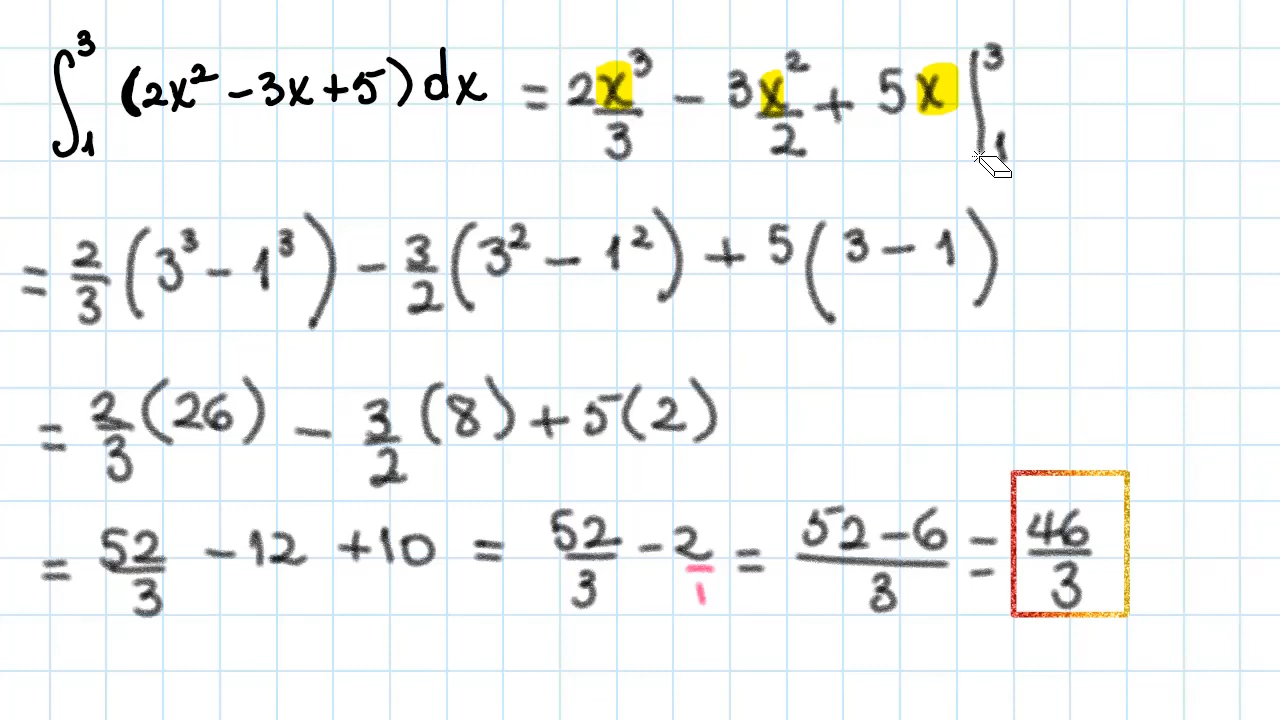 ∫₁³ (2x² − 3x + 5) dx = 2x³/3 − 3x²/2 + 5x |₁³
= 2/3 (3³ − 1³) − 3/2 (3² − 1²) + 5 (3 − 1)
= 2/3 (26) − 3/2 (8) + 5(2)
= 52/3 − 12 + 10 = 52/3 − 2/1 = 52 − 6/3 = 46/3